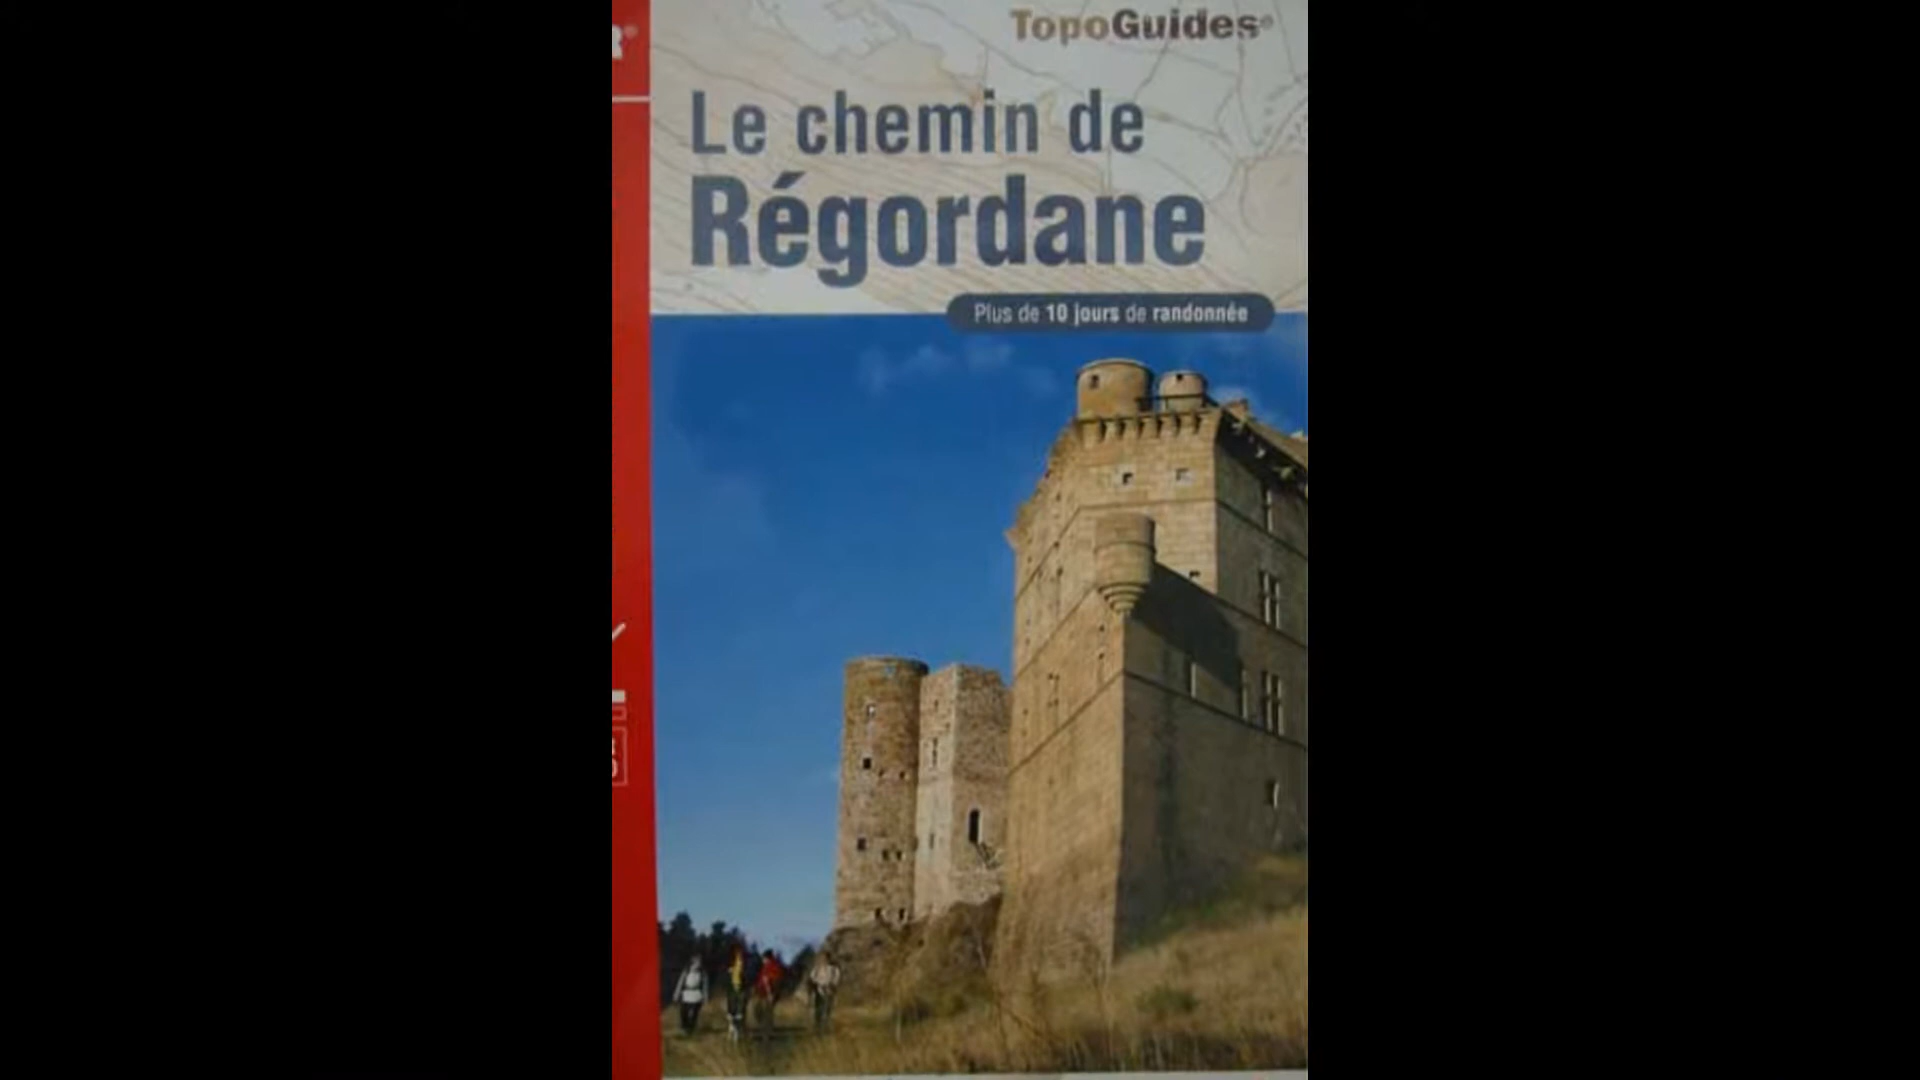 TopoGuides®
Le chemin de
Régordane
Plus de 10 jours de randonnée